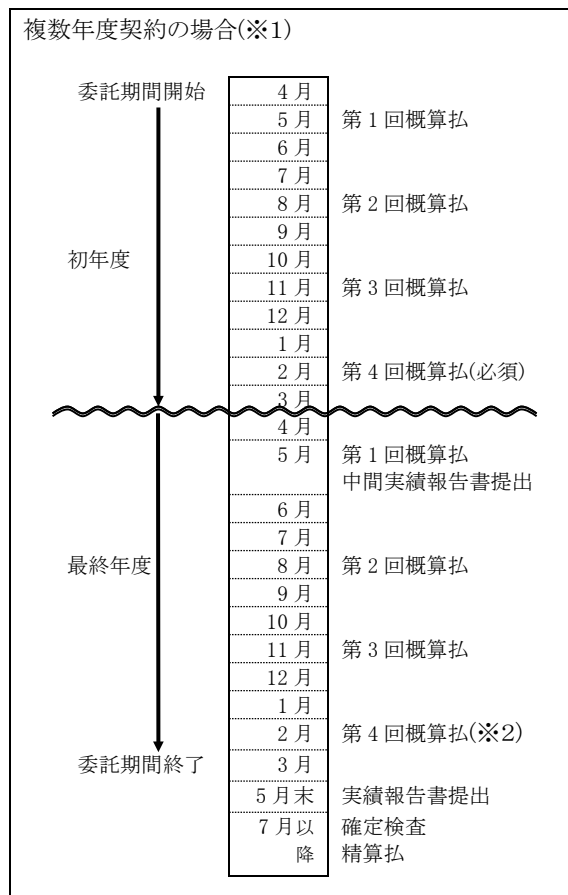 複数年度契約の場合(※1)
委託期間開始
4月
5月 第1回概算払
6月
7月
8月 第2回概算払
9月
初年度
10月
11月 第3回概算払
12月
1月
2月 第4回概算払(必須)
3月
4月
5月 第1回概算払
中間実績報告書提出
6月
7月
最終年度
8月 第2回概算払
9月
10月
11月 第3回概算払
12月
1月
2月 第4回概算払(※2)
委託期間終了
3月
5月末 実績報告書提出
7月以 確定検査
降 精算払